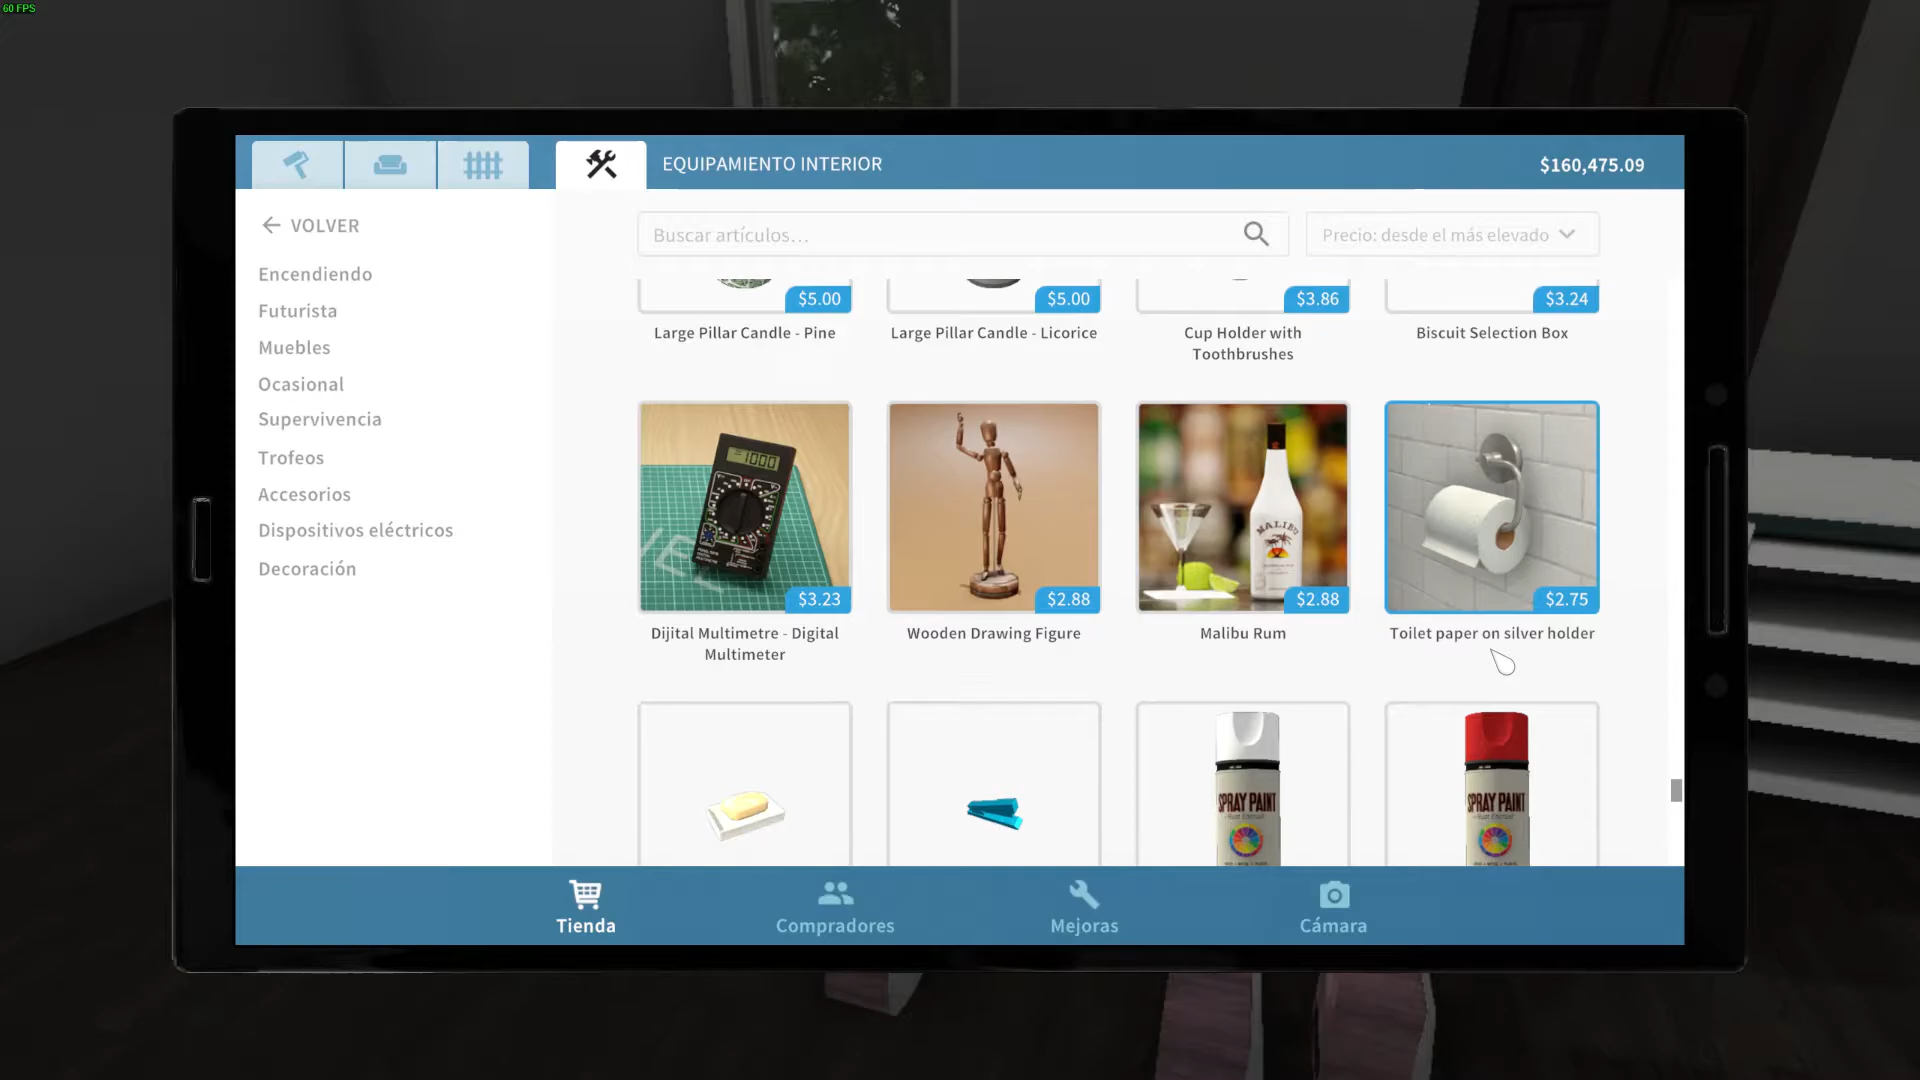 60 FPS
EQUIPAMIENTO INTERIOR
$160,475.09
VOLVER
Buscar artículos...
Precio: desde el más elevado
Encendiendo
Futurista
Muebles
Ocasional
Supervivencia
Trofeos
Accesorios
Dispositivos eléctricos
Decoración
$5.00
$5.00
$3.86
$3.24
Large Pillar Candle - Pine
Large Pillar Candle - Licorice
Cup Holder with
Toothbrushes
Biscuit Selection Box
1000
MALIBU
$3.23
$2.88
$2.88
$2.75
Dijital Multimetre - Digital
Multimeter
Wooden Drawing Figure
Malibu Rum
Toilet paper on silver holder
SPRAY PAINT
SPRAY PAINT
Tienda
Compradores
Mejoras
Cámara